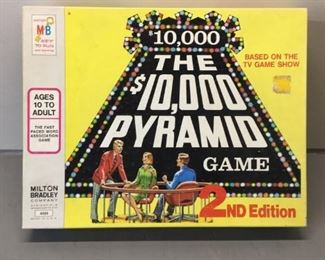 MB
$10,000
BASED ON THE
TV GAME SHOW
THE
$10,000
PYRAMID
GAME
2ND Edition
AGES
10 TO
ADULT
THE FAST
PACED WORD
ASSOCIATION
GAME
MILTON
BRADLEY
COMPANY